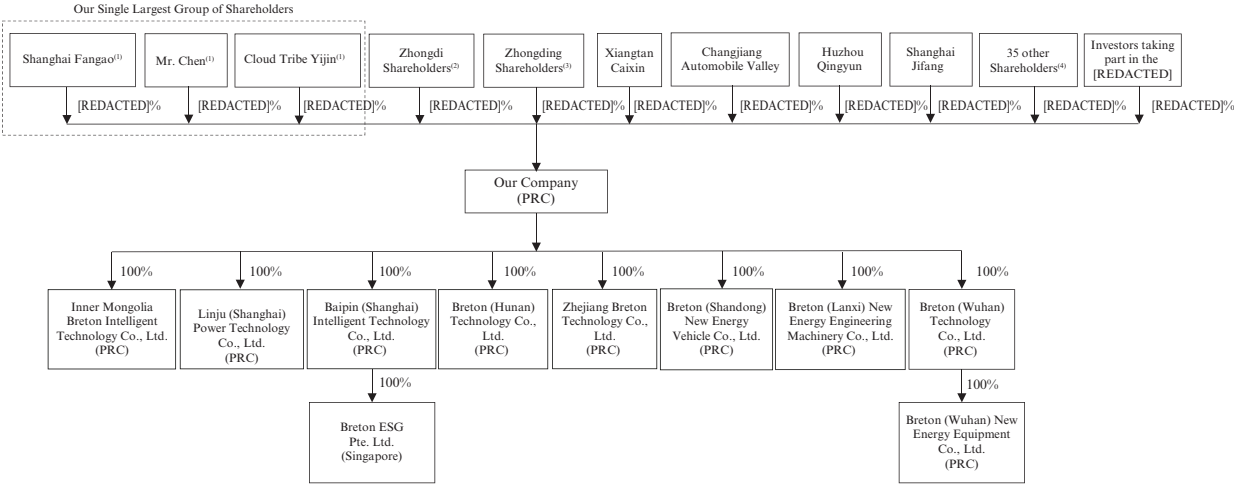 Our Single Largest Group of Shareholders
Shanghai Fangao(1)
Mr. Chen(1)
Cloud Tribe Yijin(1)
Zhongdi
Shareholders(2)
Zhongding
Shareholders(3)
Xiangtan
Caixin
Changjiang
Automobile Valley
Huzhou
Qingyun
Shanghai
Jifang
35 other
Shareholders(4)
Investors taking
part in the
[REDACTED]
[REDACTED]%
[REDACTED]%
[REDACTED]%
[REDACTED]%
[REDACTED]%
[REDACTED]%
[REDACTED]%
[REDACTED]%
[REDACTED]%
[REDACTED]%
[REDACTED]%
Our Company
(PRC)
100%
100%
100%
100%
100%
100%
100%
100%
Inner Mongolia
Breton Intelligent
Technology Co., Ltd.
(PRC)
Linju (Shanghai)
Power Technology
Co., Ltd.
(PRC)
Baipin (Shanghai)
Intelligent Technology
Co., Ltd.
(PRC)
Breton (Hunan)
Technology Co.,
Ltd.
(PRC)
Zhejiang Breton
Technology Co.,
Ltd.
(PRC)
Breton (Shandong)
New Energy
Vehicle Co., Ltd.
(PRC)
Breton (Lanxi) New
Energy Engineering
Machinery Co., Ltd.
(PRC)
Breton (Wuhan)
Technology
Co., Ltd.
(PRC)
100%
100%
Breton ESG
Pte. Ltd.
(Singapore)
Breton (Wuhan) New
Energy Equipment
Co., Ltd.
(PRC)